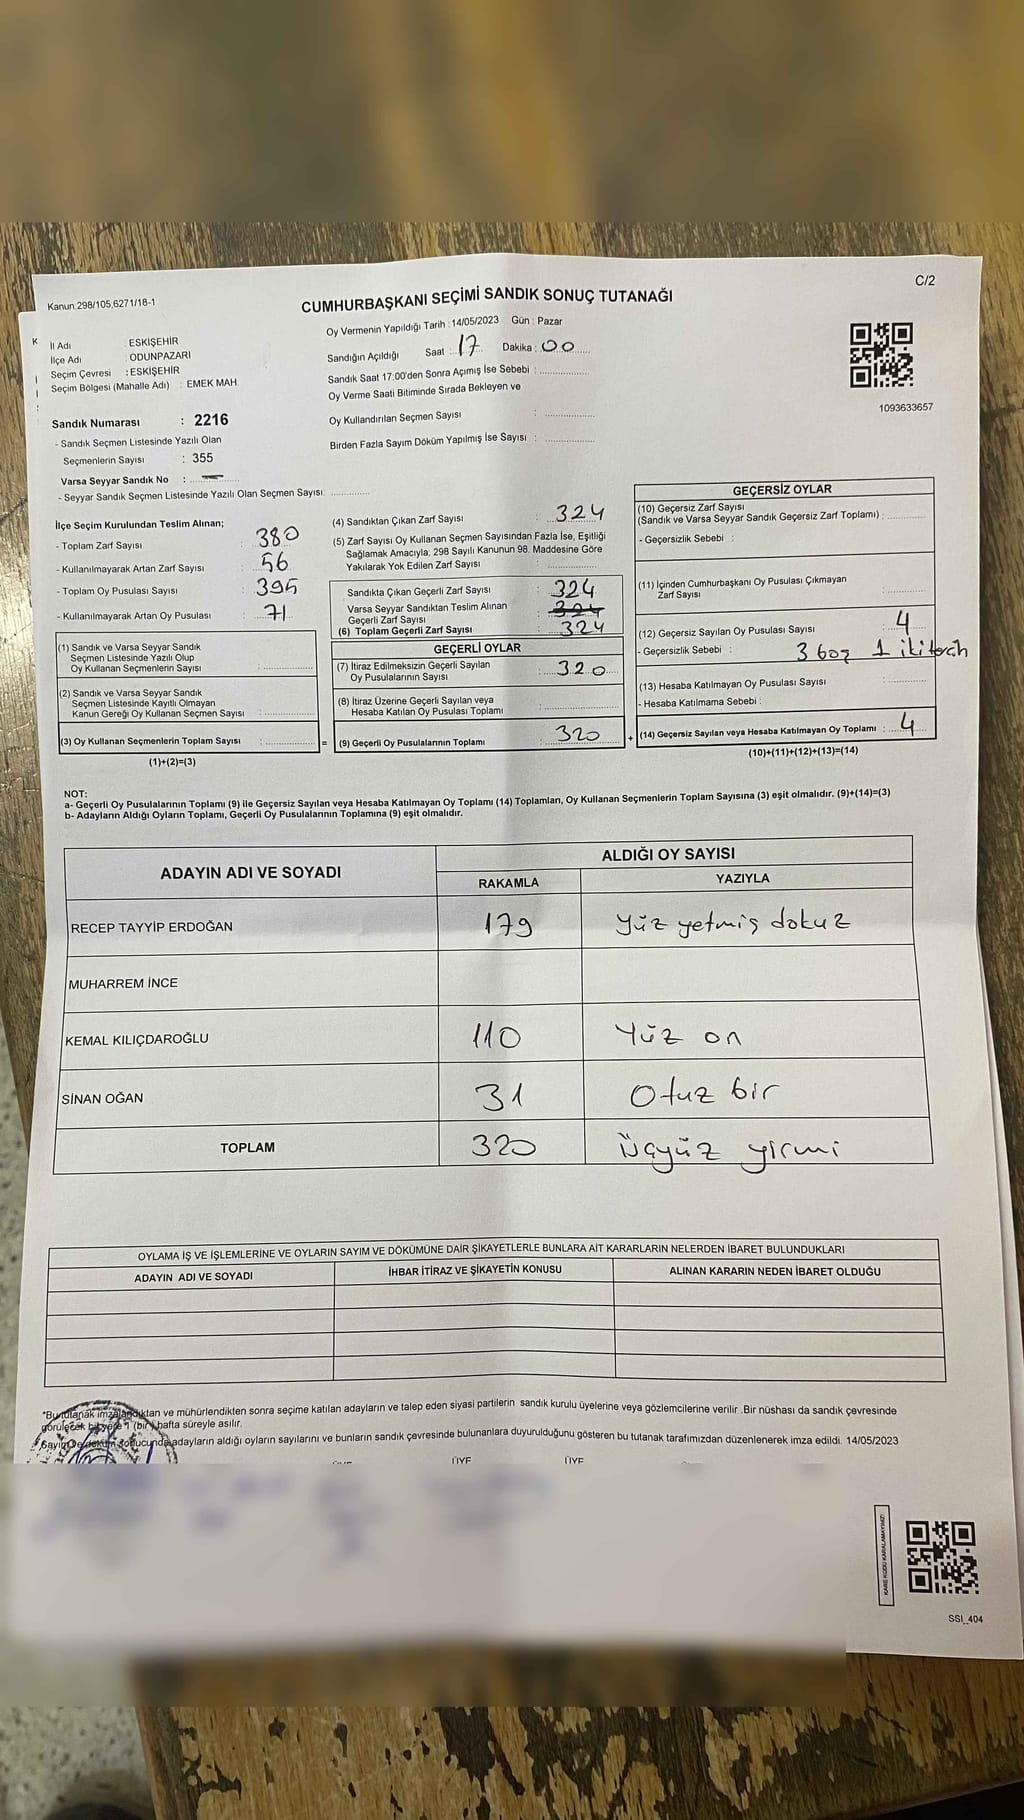 C/2
Kanun.298/105,6271/18-1
CUMHURBAŞKANI SEÇİMİ SANDIK SONUÇ TUTANAĞI
İl Adı ESKİŞEHİR
İlçe Adı ODUNPAZARI
Seçim Çevresi : ESKİŞEHİR
Seçim Bölgesi (Mahalle Adı) : EMEK MAH.
Oy Vermenin Yapıldığı Tarih : 14/05/2023 Gün : Pazar
Sandığın Açıldığı Saat : 17 Dakika : 00
Sandık Saat 17:00'den Sonra Açımış İse Sebebi :
Oy Verme Saati Bitiminde Sırada Bekleyen ve
Oy Kullandırılan Seçmen Sayısı :
Birden Fazla Sayım Döküm Yapılmış İse Sayısı :
1093633657
Sandık Numarası : 2216
- Sandık Seçmen Listesinde Yazılı Olan
Seçmenlerin Sayısı : 355
Varsa Seyyar Sandık No : —
- Seyyar Sandık Seçmen Listesinde Yazılı Olan Seçmen Sayısı:
İlçe Seçim Kurulundan Teslim Alınan;
- Toplam Zarf Sayısı : 380
- Kullanılmayarak Artan Zarf Sayısı : 56
- Toplam Oy Pusulası Sayısı : 395
- Kullanılmayarak Artan Oy Pusulası : 71
(1) Sandık ve Varsa Seyyar Sandık
Seçmen Listesinde Yazılı Olup
Oy Kullanan Seçmenlerin Sayısı :
(2) Sandık ve Varsa Seyyar Sandık
Seçmen Listesinde Kayıtlı Olmayan
Kanun Gereği Oy Kullanan Seçmen Sayısı :
(3) Oy Kullanan Seçmenlerin Toplam Sayısı :
(1)+(2)=(3)
(4) Sandıktan Çıkan Zarf Sayısı : 324
(5) Zarf Sayısı Oy Kullanan Seçmen Sayısından Fazla İse, Eşitliği
Sağlamak Amacıyla; 298 Sayılı Kanunun 98. Maddesine Göre
Yakılarak Yok Edilen Zarf Sayısı :
Sandıkta Çıkan Geçerli Zarf Sayısı : 324
Varsa Seyyar Sandıktan Teslim Alınan
Geçerli Zarf Sayısı : 324
(6) Toplam Geçerli Zarf Sayısı : 324
GEÇERLİ OYLAR
(7) İtiraz Edilmeksizin Geçerli Sayılan
Oy Pusulalarının Sayısı : 320
(8) İtiraz Üzerine Geçerli Sayılan veya
Hesaba Katılan Oy Pusulası Toplamı :
= (9) Geçerli Oy Pusulalarının Toplamı : 320
GEÇERSİZ OYLAR
(10) Geçersiz Zarf Sayısı
(Sandık ve Varsa Seyyar Sandık Geçersiz Zarf Toplamı) :
- Geçersizlik Sebebi :
(11) İçinden Cumhurbaşkanı Oy Pusulası Çıkmayan
Zarf Sayısı :
(12) Geçersiz Sayılan Oy Pusulası Sayısı : 4
- Geçersizlik Sebebi : 3 boş 1 iki tercih
(13) Hesaba Katılmayan Oy Pusulası Sayısı :
- Hesaba Katılmama Sebebi :
+ (14) Geçersiz Sayılan veya Hesaba Katılmayan Oy Toplamı : 4
(10)+(11)+(12)+(13)=(14)
NOT:
a- Geçerli Oy Pusulalarının Toplamı (9) ile Geçersiz Sayılan veya Hesaba Katılmayan Oy Toplamı (14) Toplamları, Oy Kullanan Seçmenlerin Toplam Sayısına (3) eşit olmalıdır. (9)+(14)=(3)
b- Adayların Aldığı Oyların Toplamı, Geçerli Oy Pusulalarının Toplamına (9) eşit olmalıdır.
ADAYIN ADI VE SOYADI ALDIĞI OY SAYISI
RAKAMLA YAZIYLA
RECEP TAYYİP ERDOĞAN 179 yüz yetmiş dokuz
MUHARREM İNCE
KEMAL KILIÇDAROĞLU 110 Yüz on
SİNAN OĞAN 31 Otuz bir
TOPLAM 320 Üçyüz yirmi
OYLAMA İŞ VE İŞLEMLERİNE VE OYLARIN SAYIM VE DÖKÜMÜNE DAİR ŞİKAYETLERLE BUNLARA AİT KARARLARIN NELERDEN İBARET BULUNDUKLARI
ADAYIN ADI VE SOYADI İHBAR İTİRAZ VE ŞİKAYETİN KONUSU ALINAN KARARIN NEDEN İBARET OLDUĞU
*Bu tutanak imzalandıktan ve mühürlendikten sonra seçime katılan adayların ve talep eden siyasi partilerin sandık kurulu üyelerine veya gözlemcilerine verilir .Bir nüshası da sandık çevresinde
görülecek bir yere 1 (bir) hafta süreyle asılır.
* Sayım ve döküm sonucunda adayların aldığı oyların sayılarını ve bunların sandık çevresinde bulunanlara duyurulduğunu gösteren bu tutanak tarafımızdan düzenlenerek imza edildi. 14/05/2023
ÜYE ÜYE
KARE KODU KARALAMAYINIZ!
SSI_404